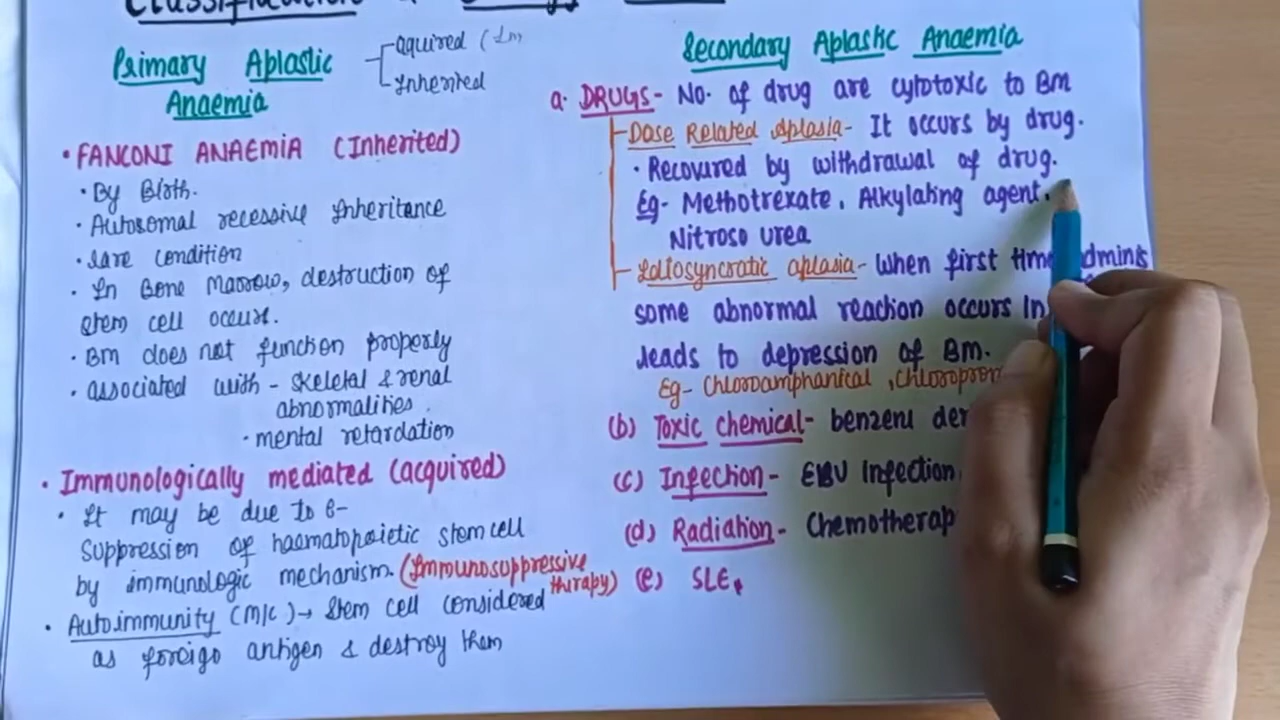 Classification
Primary Aplastic
Anaemia
aquired (Im
Inherited
• FANCONI ANAEMIA (Inherited)
• By Birth.
• Autosomal recessive Inheritance
• rare condition
• In Bone Marrow, destruction of
stem cell occurs.
• BM does not function properly
• associated with - skeletal & renal
abnormalities.
• mental retardation
• Immunologically mediated (acquired)
• It may be due to :-
Suppression of haematopoietic stem cell
by immunologic mechanism. (Immunosuppressive
therapy)
• Autoimmunity (M/C) → Stem cell considered
as foreign antigen & destroy them
Secondary Aplastic Anaemia
a. DRUGS - No. of drug are cytotoxic to BM
Dose Related Aplasia - It occurs by drug.
• Recovured by withdrawal of drug.
Eg - Methotrexate, Alkylating agent.
Nitroso urea
Idiosyncratic aplasia - When first time
some abnormal reaction occurs in
leads to depression of BM.
Eg - Chloroamphanical,
(b) Toxic chemical - benzene
(c) Infection - EBV Infection
(d) Radiation -
(e) SLE.